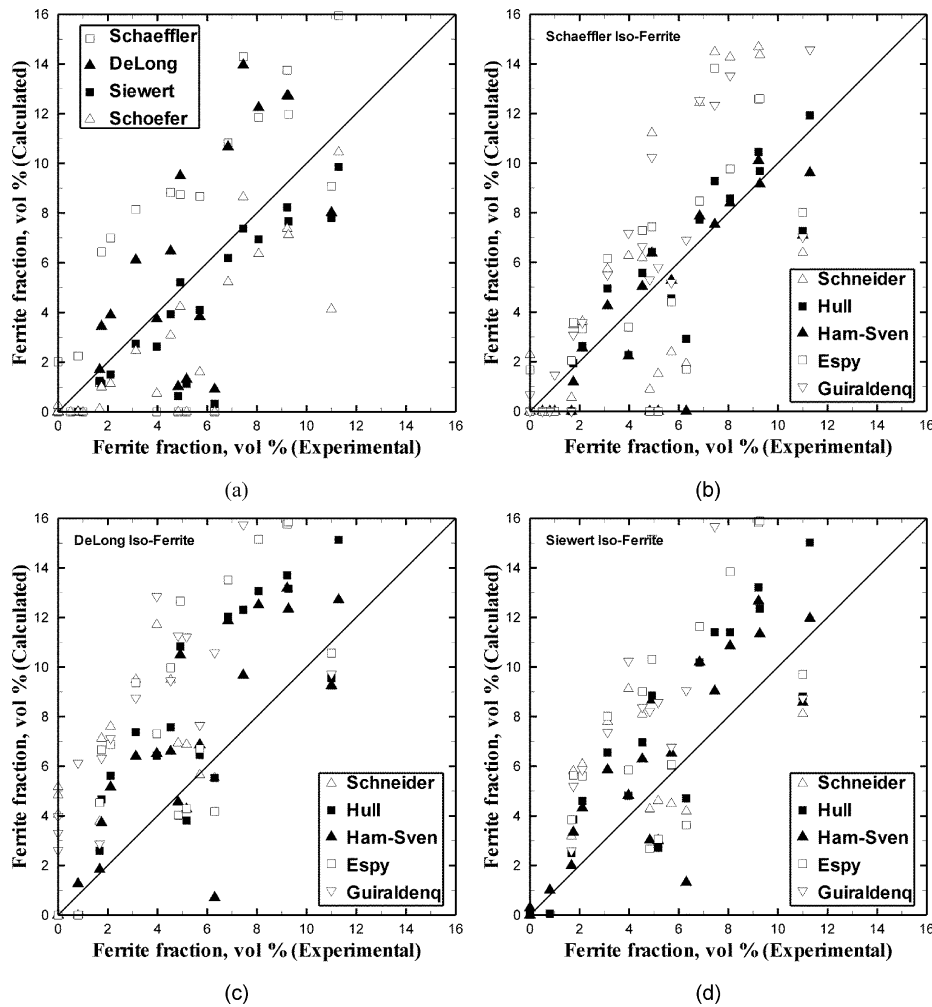 Schaeffler
DeLong
Siewert
Schoefer
16
14
12
10
8
6
4
2
0
0 2 4 6 8 10 12 14 16
Ferrite fraction, vol % (Calculated)
Ferrite fraction, vol % (Experimental)
(a)
Schaeffler Iso-Ferrite
Schneider
Hull
Ham-Sven
Espy
Guiraldenq
16
14
12
10
8
6
4
2
0
0 2 4 6 8 10 12 14 16
Ferrite fraction, vol % (Calculated)
Ferrite fraction, vol % (Experimental)
(b)
DeLong Iso-Ferrite
Schneider
Hull
Ham-Sven
Espy
Guiraldenq
16
14
12
10
8
6
4
2
0
0 2 4 6 8 10 12 14 16
Ferrite fraction, vol % (Calculated)
Ferrite fraction, vol % (Experimental)
(c)
Siewert Iso-Ferrite
Schneider
Hull
Ham-Sven
Espy
Guiraldenq
16
14
12
10
8
6
4
2
0
0 2 4 6 8 10 12 14 16
Ferrite fraction, vol % (Calculated)
Ferrite fraction, vol % (Experimental)
(d)